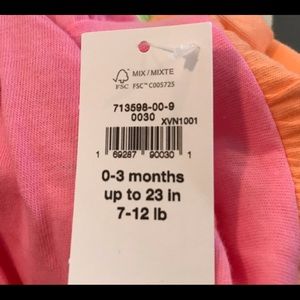 MIX / MIXTE
FSC™ C005725
FSC
713598-00-9
0030 XVN1001
1 69287 90030 1
0-3 months
up to 23 in
7-12 lb